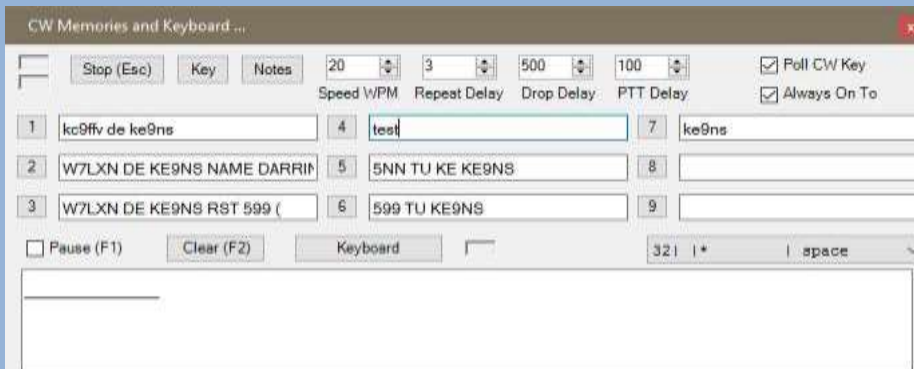 CW Memories and Keyboard ...
Stop (Esc) Key Notes 20 3 500 100 Poll CW Key
Speed WPM Repeat Delay Drop Delay PTT Delay Always On To
1 kc9ffv de ke9ns 4 test 7 ke9ns
2 W7LXN DE KE9NS NAME DARRIN 5 5NN TU KE KE9NS 8
3 W7LXN DE KE9NS RST 599 ( 6 599 TU KE9NS 9
Pause (F1) Clear (F2) Keyboard 32| |* | space